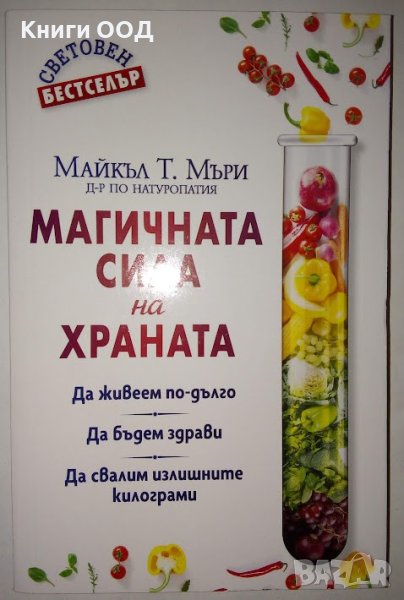 Книги ООД
СВЕТОВЕН
БЕСТСЕЛЪР
Майкъл Т. Мъри
Д-Р ПО НАТУРОПАТИЯ
МАГИЧНАТА
СИЛА
на
ХРАНАТА
Да живеем по-дълго
Да бъдем здрави
Да свалим излишните
килограми
BAZAR